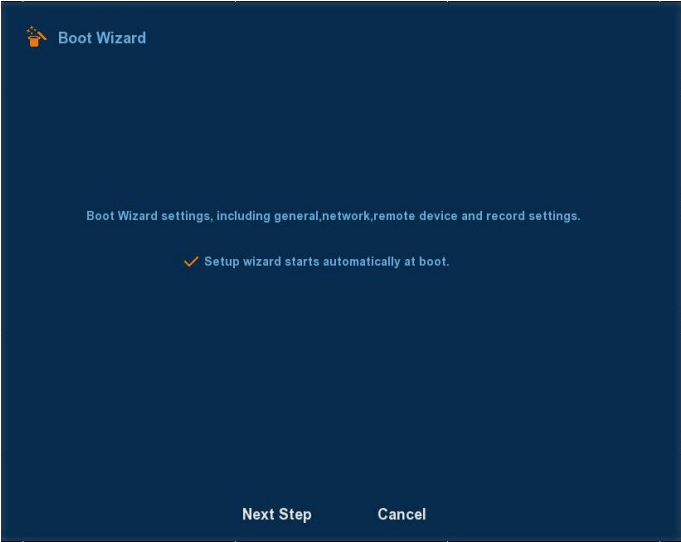 Boot Wizard
Boot Wizard settings, including general,network,remote device and record settings.
Setup wizard starts automatically at boot.
Next Step Cancel